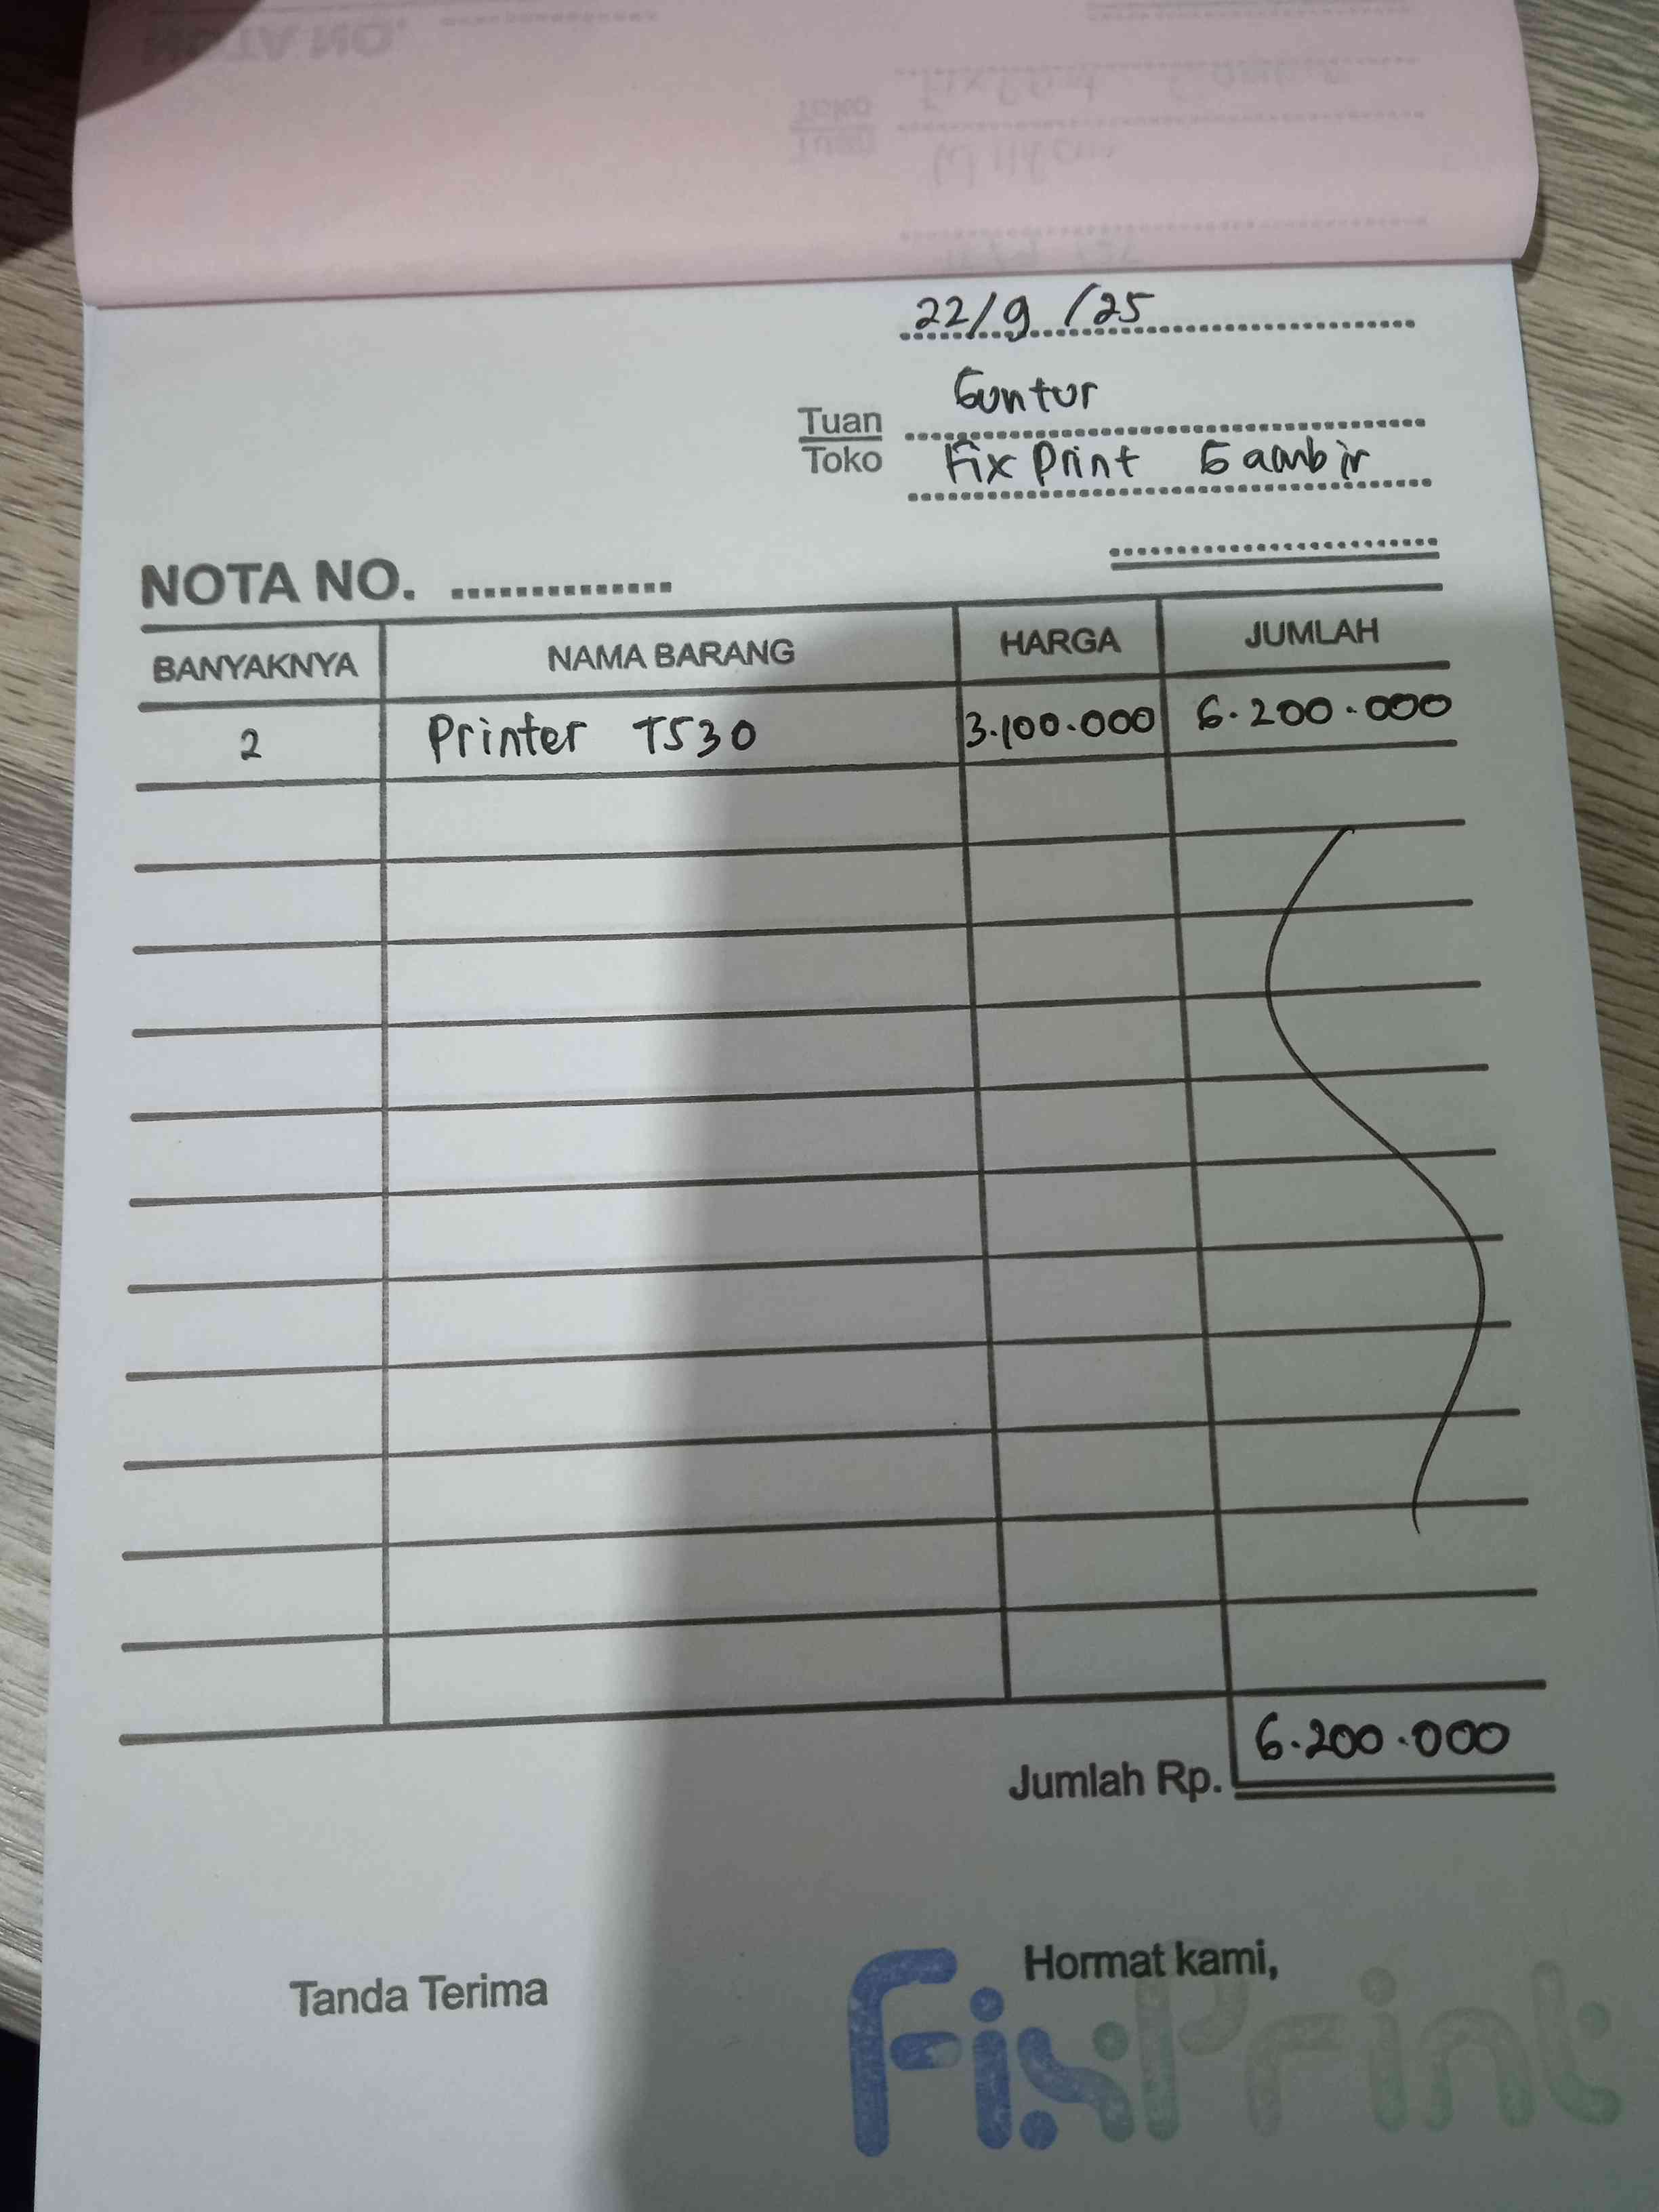 22/9/25
Guntur
Tuan
Toko
Fix Print Gambir
NOTA NO.
BANYAKNYA NAMA BARANG HARGA JUMLAH
2 Printer T530 3.100.000 6.200.000
Jumlah Rp. 6.200.000
Tanda Terima Hormat kami,
FixPrint